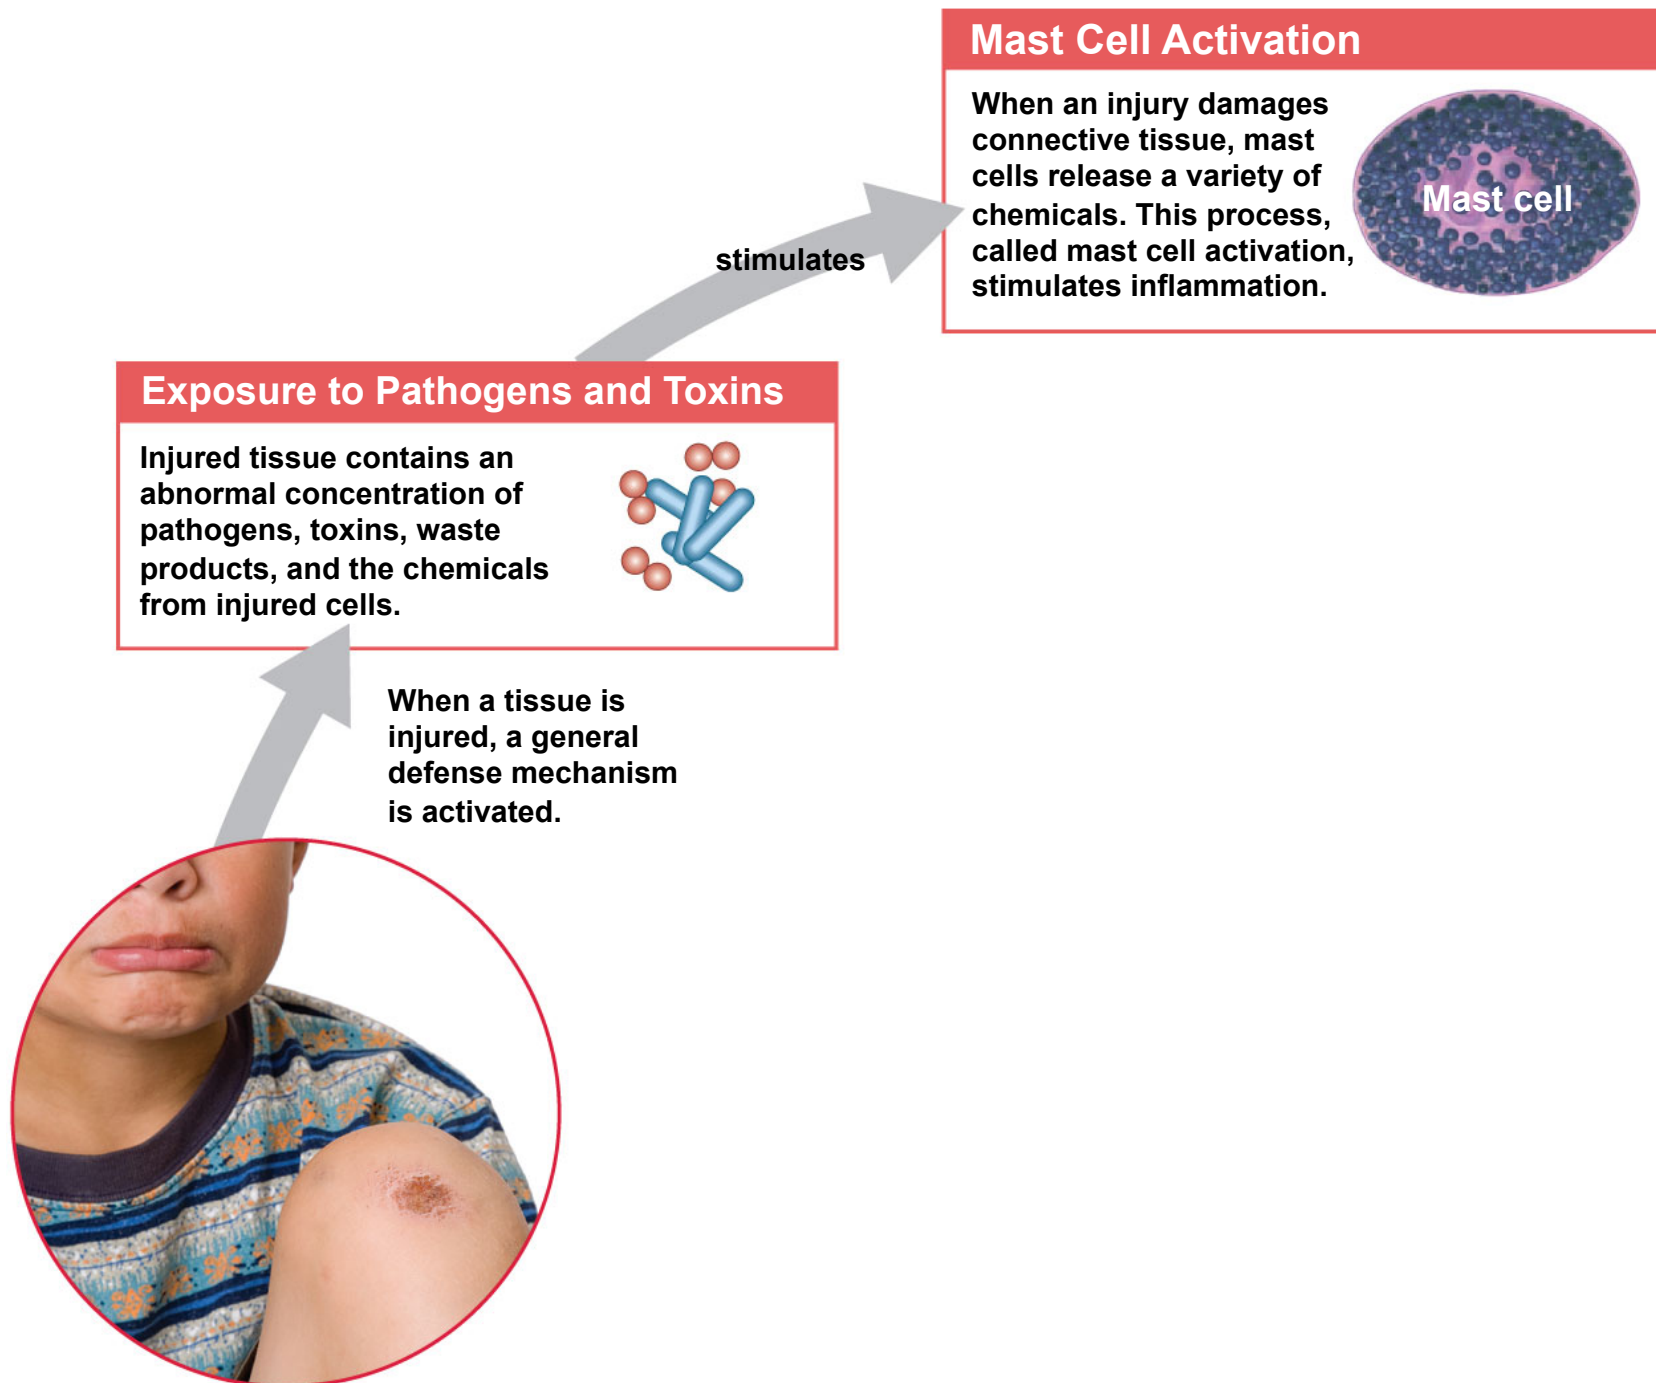 Mast Cell Activation
When an injury damages
connective tissue, mast
cells release a variety of
chemicals. This process,
called mast cell activation,
stimulates inflammation.
Mast cell
stimulates
Exposure to Pathogens and Toxins
Injured tissue contains an
abnormal concentration of
pathogens, toxins, waste
products, and the chemicals
from injured cells.
When a tissue is
injured, a general
defense mechanism
is activated.